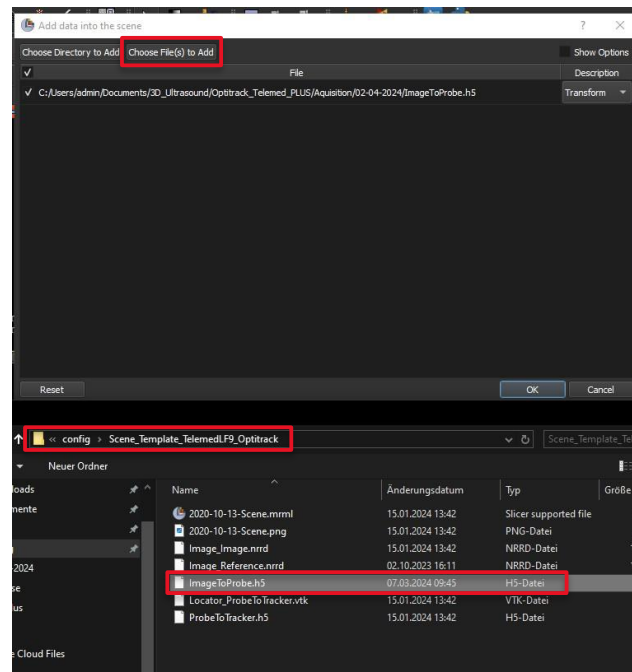 Add data into the scene
Choose Directory to Add Choose File(s) to Add Show Options
File Description
C:/Users/admin/Documents/3D_Ultrasound/Optitrack_Telemed_PLUS/Aquisition/02-04-2024/ImageToProbe.h5 Transform
Reset OK Cancel
« config > Scene_Template_TelemedLF9_Optitrack Scene_Template_Tel
Neuer Ordner
loads Name Änderungsdatum Typ Größe
mente 2020-10-13-Scene.mrml 15.01.2024 13:42 Slicer supported file
2020-10-13-Scene.png 15.01.2024 13:42 PNG-Datei
Image_Image.nrrd 15.01.2024 13:42 NRRD-Datei
-2024 Image_Reference.nrrd 02.10.2023 16:11 NRRD-Datei
se ImageToProbe.h5 07.03.2024 09:45 H5-Datei
lus Locator_ProbeToTracker.vtk 15.01.2024 13:42 VTK-Datei
ProbeToTracker.h5 15.01.2024 13:42 H5-Datei
e Cloud Files